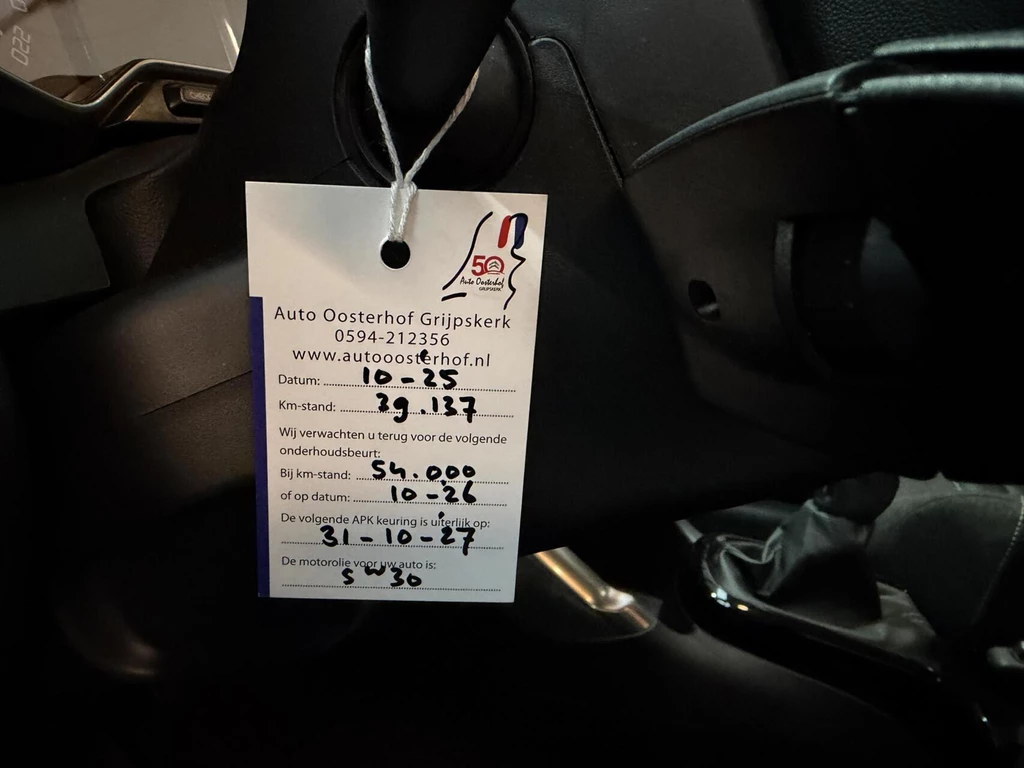 022
50
Auto Oosterhof
GRIJPSKERK
Auto Oosterhof Grijpskerk
0594-212356
www.autooosterhof.nl
Datum: 10-'25
Km-stand: 39.137
Wij verwachten u terug voor de volgende
onderhoudsbeurt:
Bij km-stand: 54.000
of op datum: 10-'26
De volgende APK keuring is uiterlijk op:
31-10-'27
De motorolie voor uw auto is:
5w30